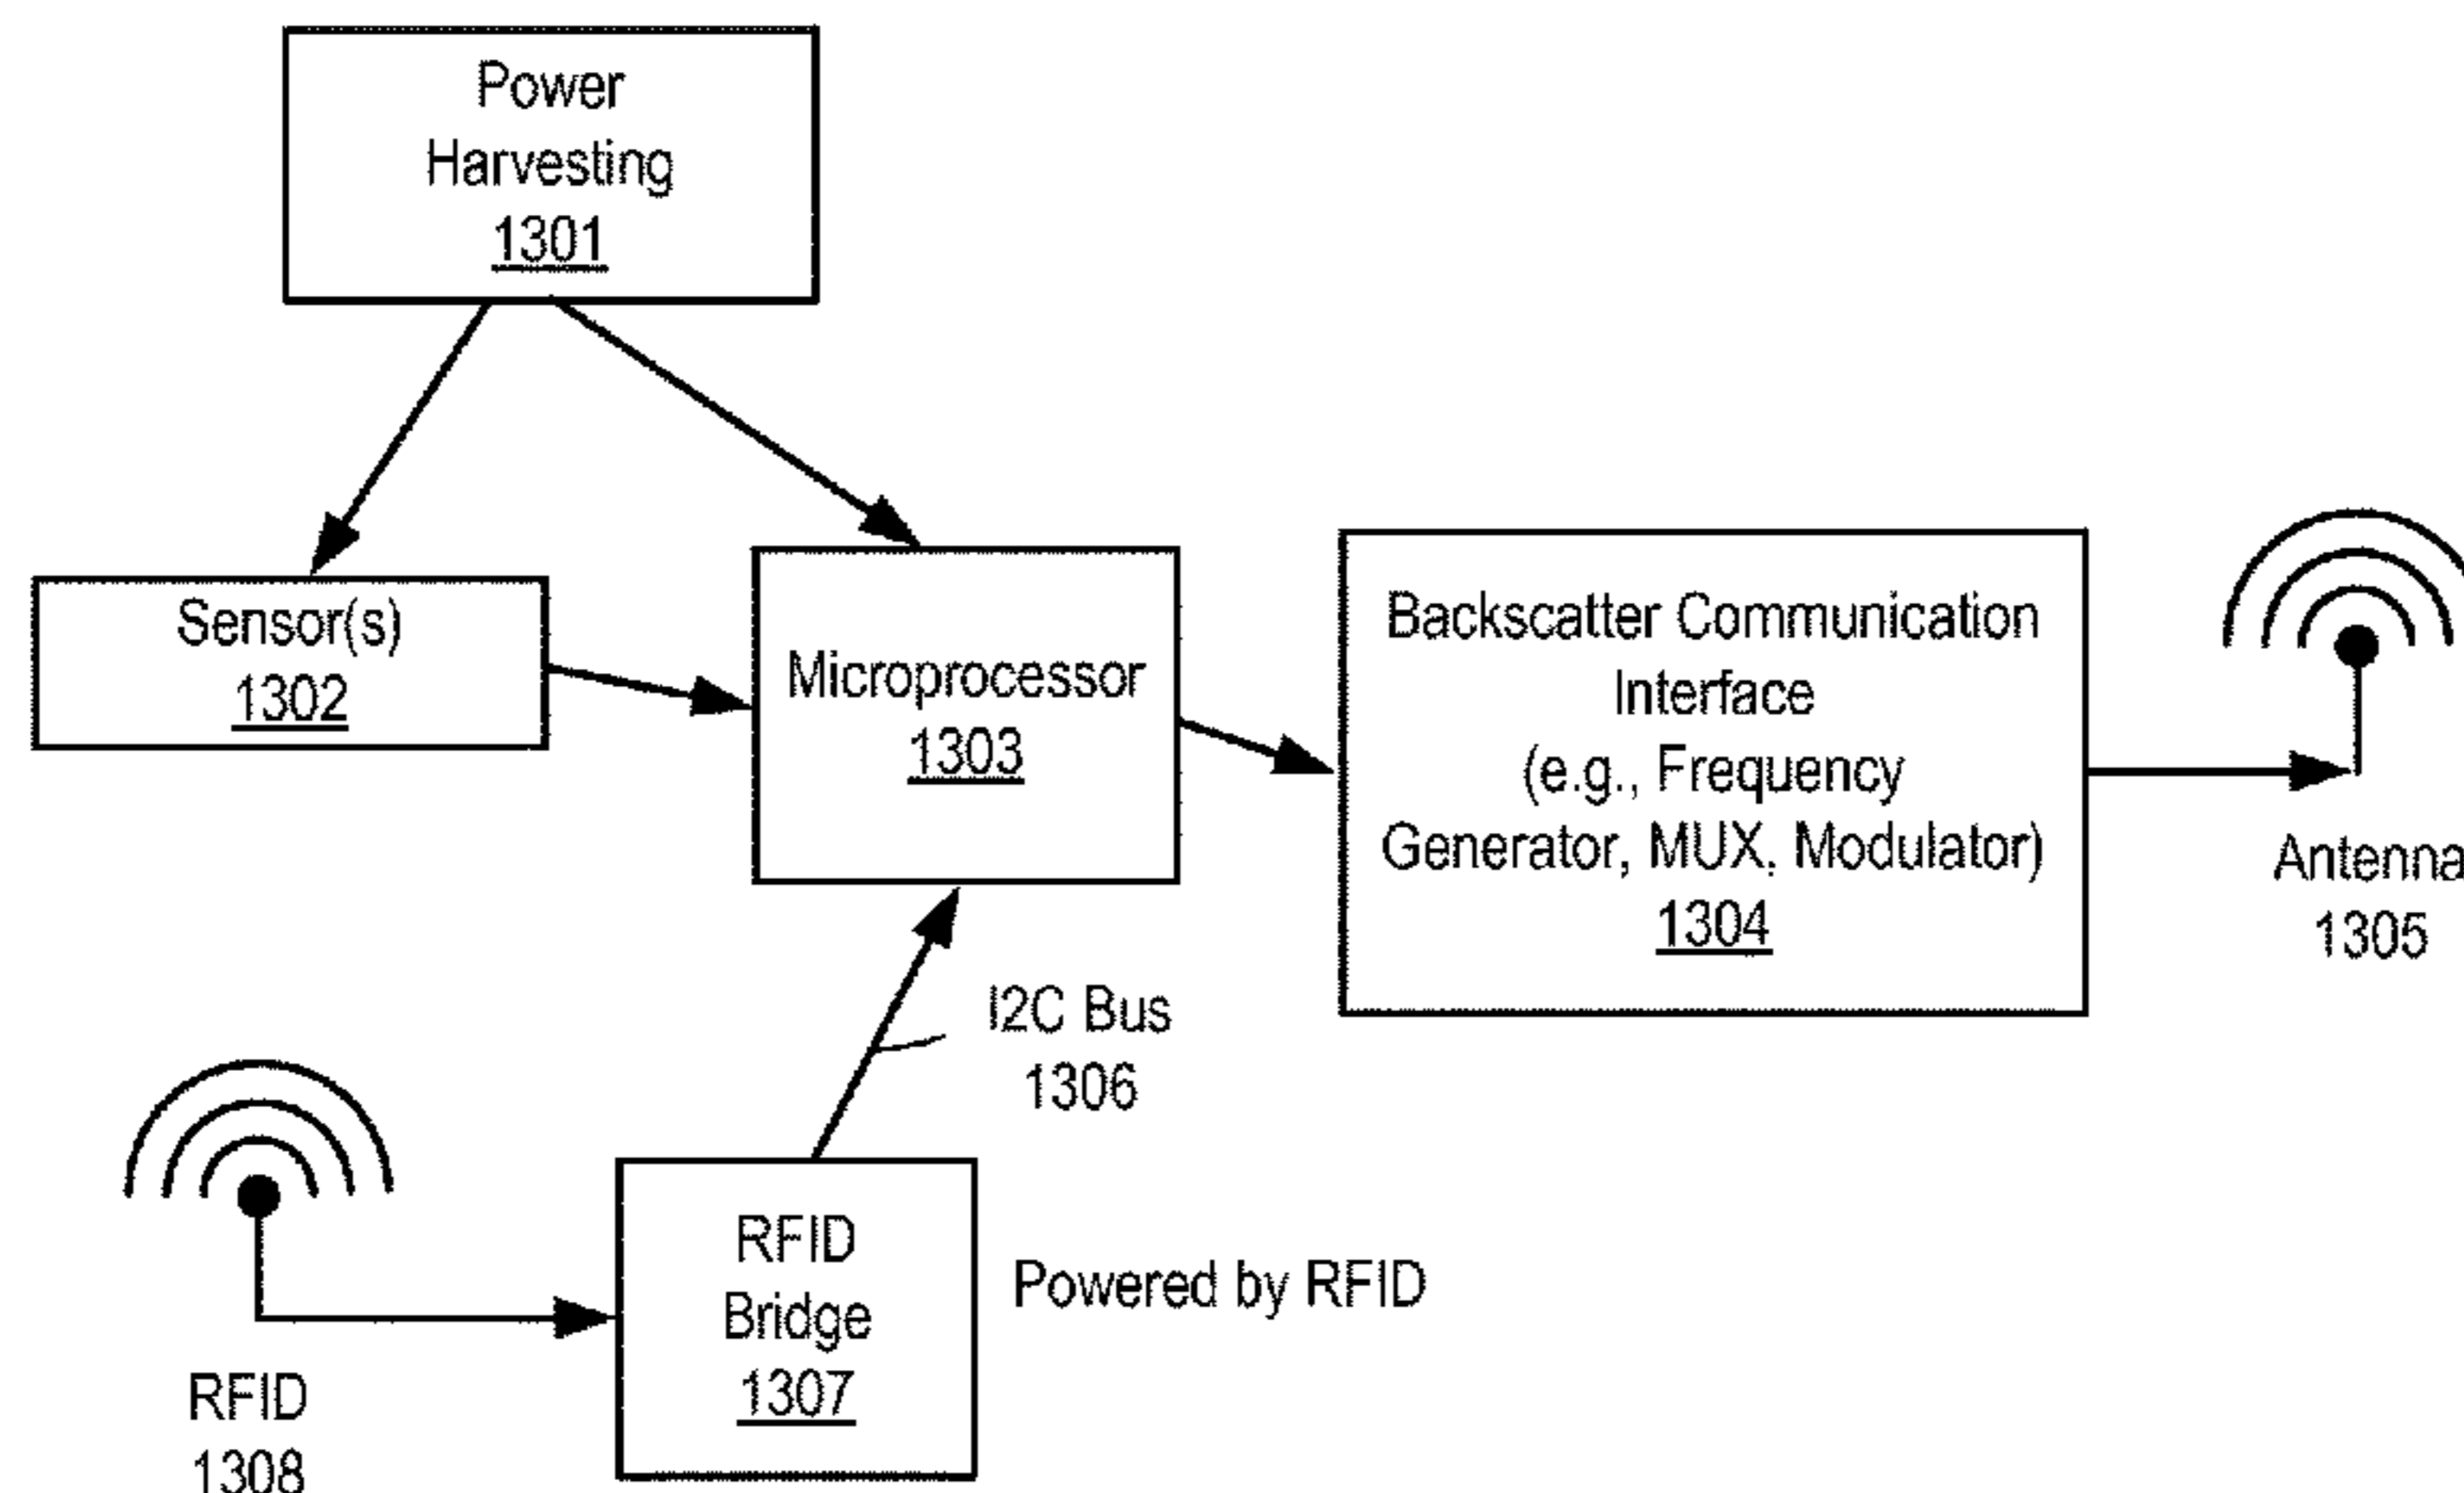 Power
Harvesting
1301
Sensor(s)
1302
Microprocessor
1303
Backscatter Communication
Interface
(e.g., Frequency
Generator, MUX, Modulator)
1304
Antenna
1305
I2C Bus
1306
RFID
Bridge
1307
Powered by RFID
RFID
1308